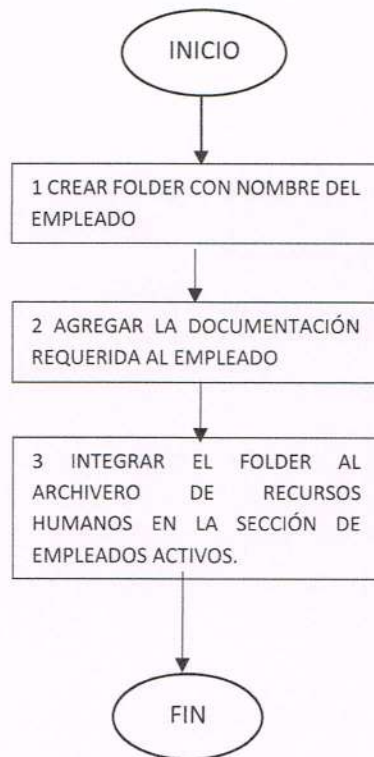 INICIO
1 CREAR FOLDER CON NOMBRE DEL
EMPLEADO
2 AGREGAR LA DOCUMENTACIÓN
REQUERIDA AL EMPLEADO
3 INTEGRAR EL FOLDER AL
ARCHIVERO DE RECURSOS
HUMANOS EN LA SECCIÓN DE
EMPLEADOS ACTIVOS.
FIN